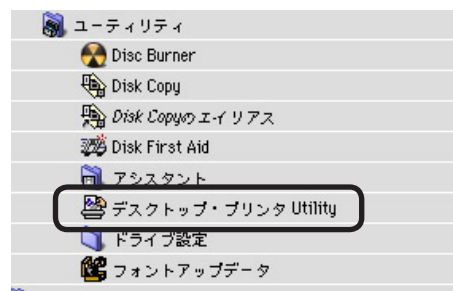 ユーティリティ
Disc Burner
Disk Copy
Disk Copyのエイリアス
Disk First Aid
アシスタント
デスクトップ・プリンタ Utility
ドライブ設定
フォントアップデータ